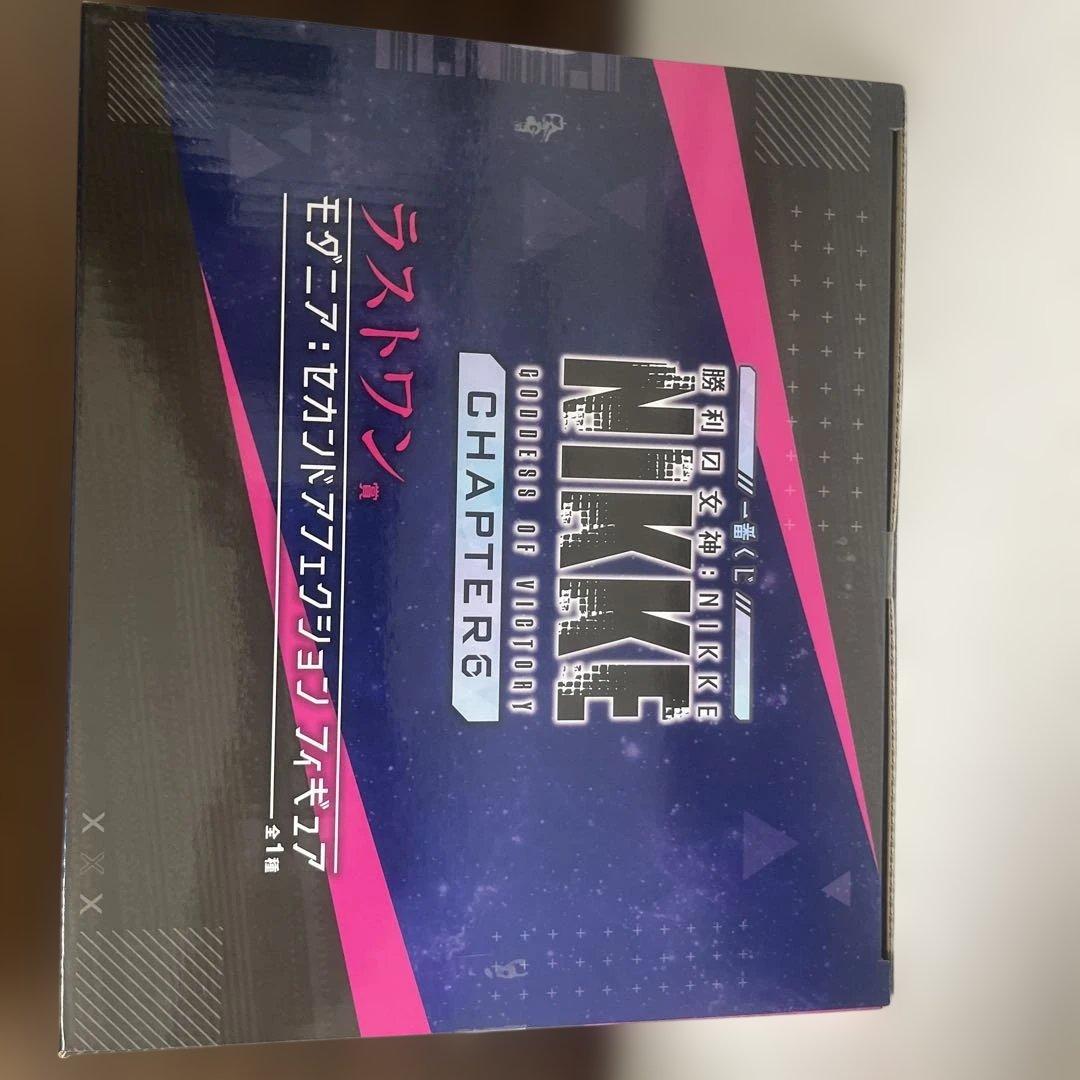 一番くじ
勝利の女神:NIKKE
NIKKE
GODDESS OF VICTORY
CHAPTER6
ラストワン賞
モダニア:セカンドアフェクション フィギュア
全1種
XXX